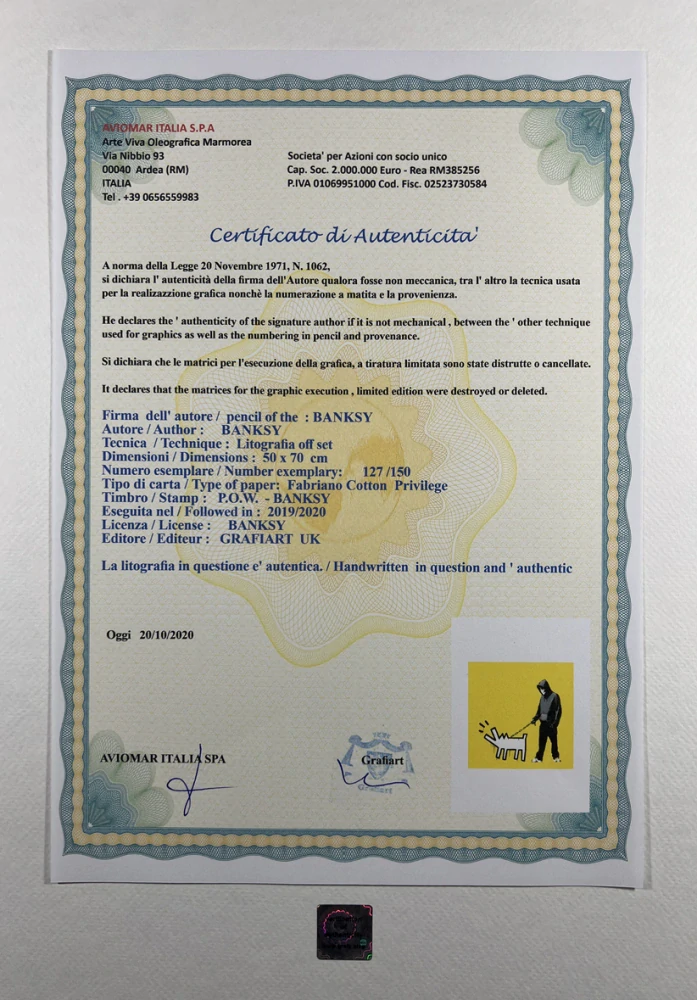 AVIOMAR ITALIA S.P.A
Arte Viva Oleografica Marmorea
Via Nibbio 93
00040 Ardea (RM)
ITALIA
Tel . +39 0656559983
Societa' per Azioni con socio unico
Cap. Soc. 2.000.000 Euro - Rea RM385256
P.IVA 01069951000 Cod. Fisc. 02523730584
Certificato di Autenticita'
A norma della Legge 20 Novembre 1971, N. 1062,
si dichiara l' autenticità della firma dell'Autore qualora fosse non meccanica, tra l' altro la tecnica usata
per la realizazzione grafica nonchè la numerazione a matita e la provenienza.
He declares the ' authenticity of the signature author if it is not mechanical , between the ' other technique
used for graphics as well as the numbering in pencil and provenance.
Si dichiara che le matrici per l'esecuzione della grafica, a tiratura limitata sono state distrutte o cancellate.
It declares that the matrices for the graphic execution , limited edition were destroyed or deleted.
Firma dell' autore / pencil of the : BANKSY
Autore / Author : BANKSY
Tecnica / Technique : Litografia off set
Dimensioni / Dimensions : 50 x 70 cm
Numero esemplare / Number exemplary: 127 /150
Tipo di carta / Type of paper: Fabriano Cotton Privilege
Timbro / Stamp : P.O.W. - BANKSY
Eseguita nel / Followed in : 2019/2020
Licenza / License : BANKSY
Editore / Editeur : GRAFIART UK
La litografia in questione e' autentica. / Handwritten in question and ' authentic
Oggi 20/10/2020
AVIOMAR ITALIA SPA
Grafiart
Grafiart